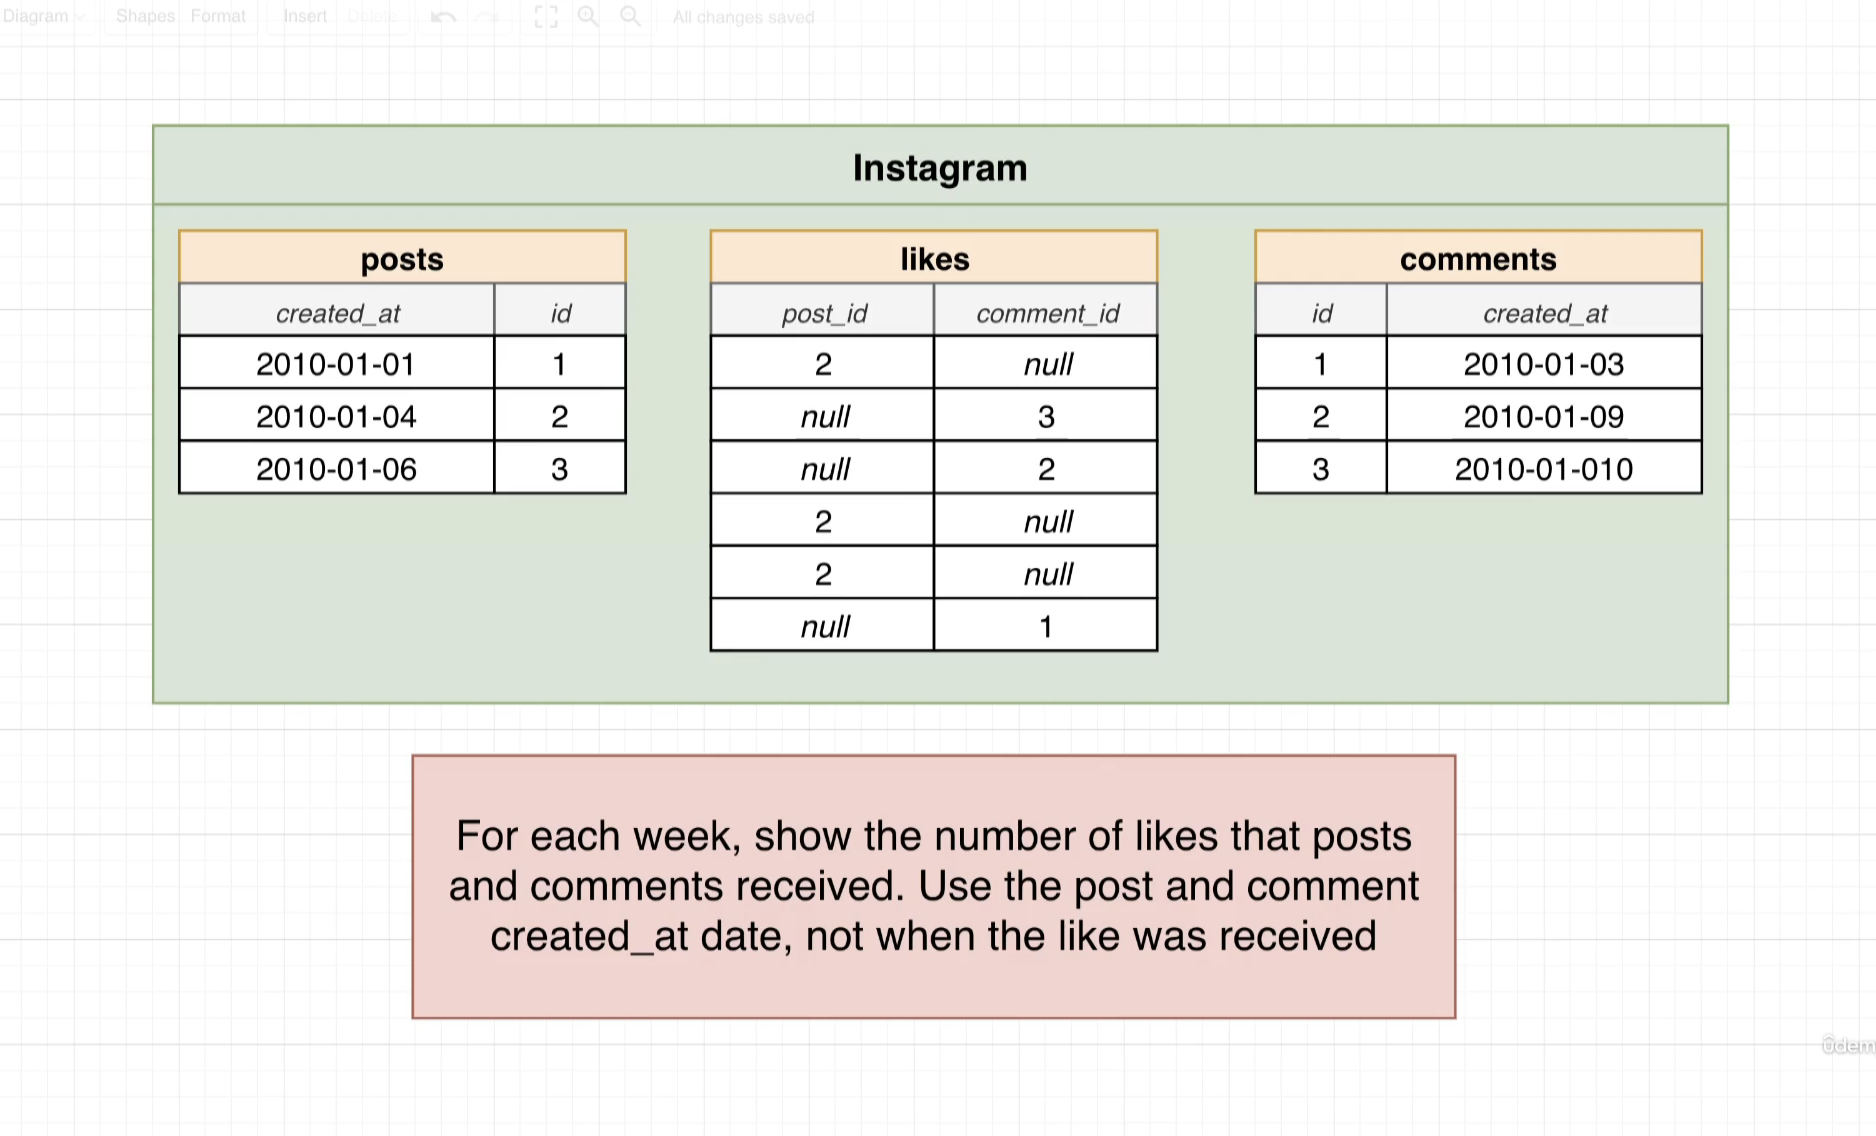 Diagram Shapes Format Insert Delete All changes saved
Instagram
posts
created_at id
2010-01-01 1
2010-01-04 2
2010-01-06 3
likes
post_id comment_id
2 null
null 3
null 2
2 null
2 null
null 1
comments
id created_at
1 2010-01-03
2 2010-01-09
3 2010-01-010
For each week, show the number of likes that posts
and comments received. Use the post and comment
created_at date, not when the like was received